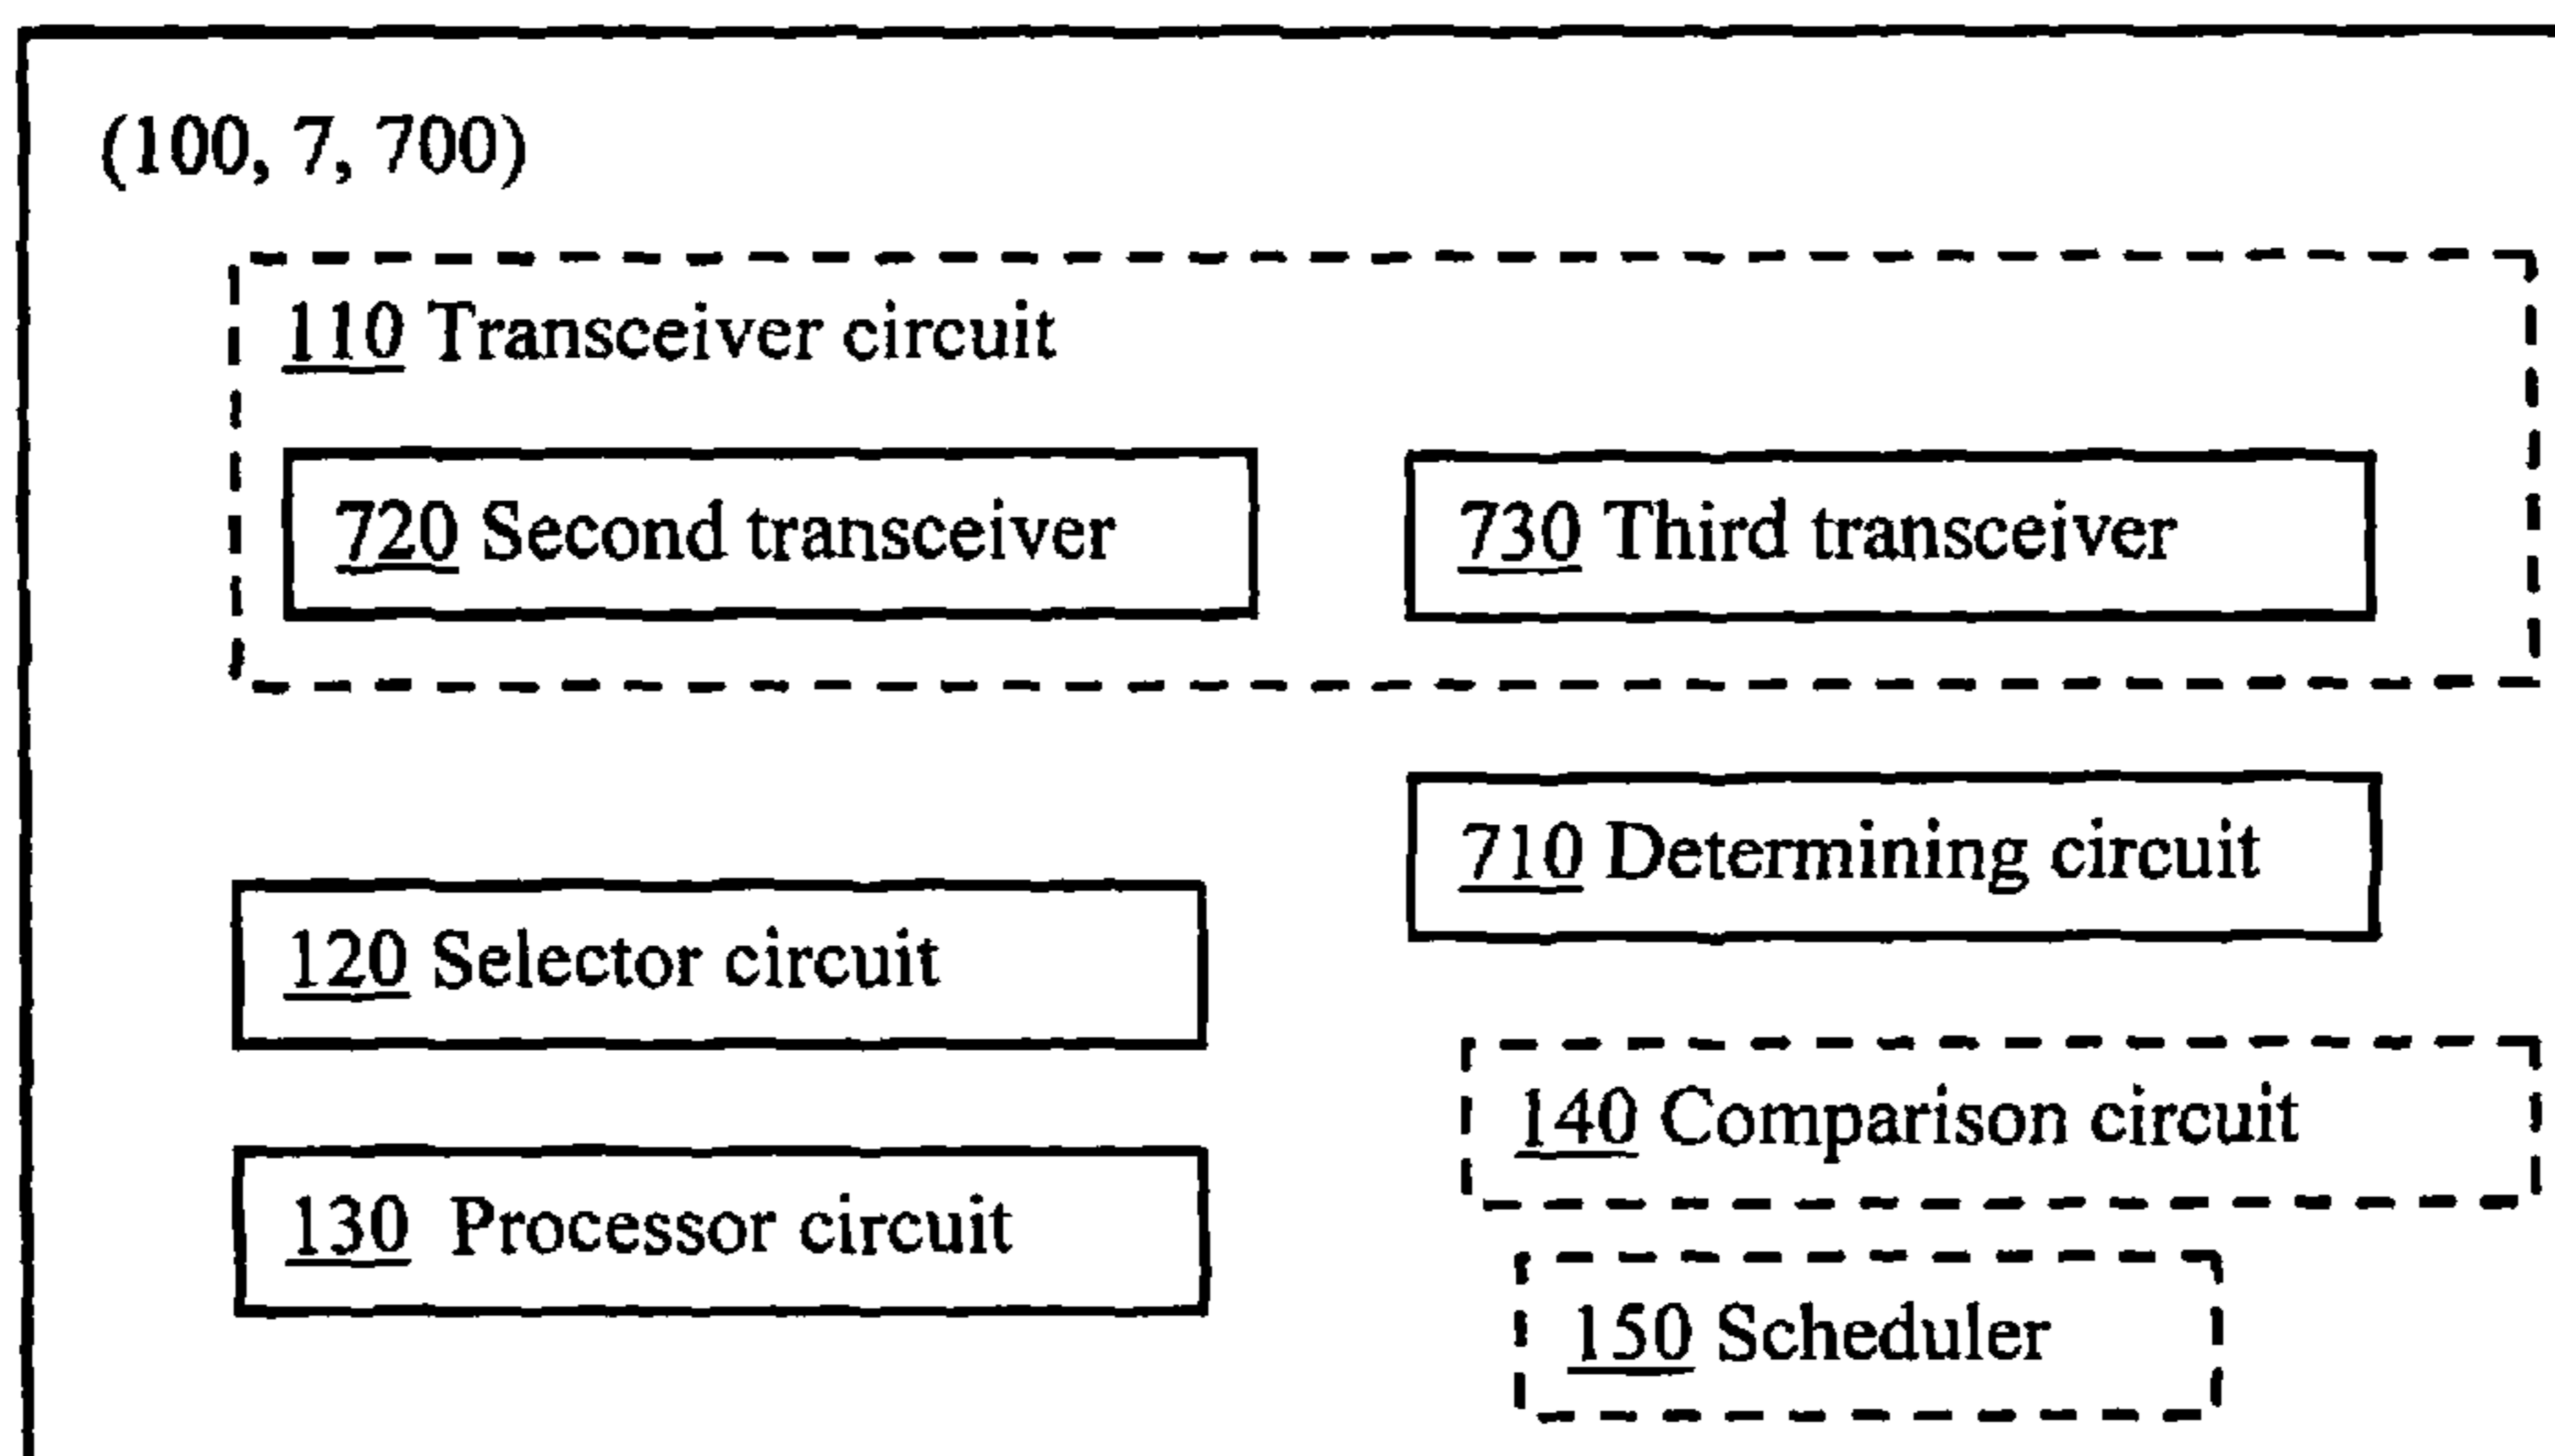 (100, 7, 700)
110 Transceiver circuit
720 Second transceiver
730 Third transceiver
710 Determining circuit
120 Selector circuit
140 Comparison circuit
130 Processor circuit
150 Scheduler